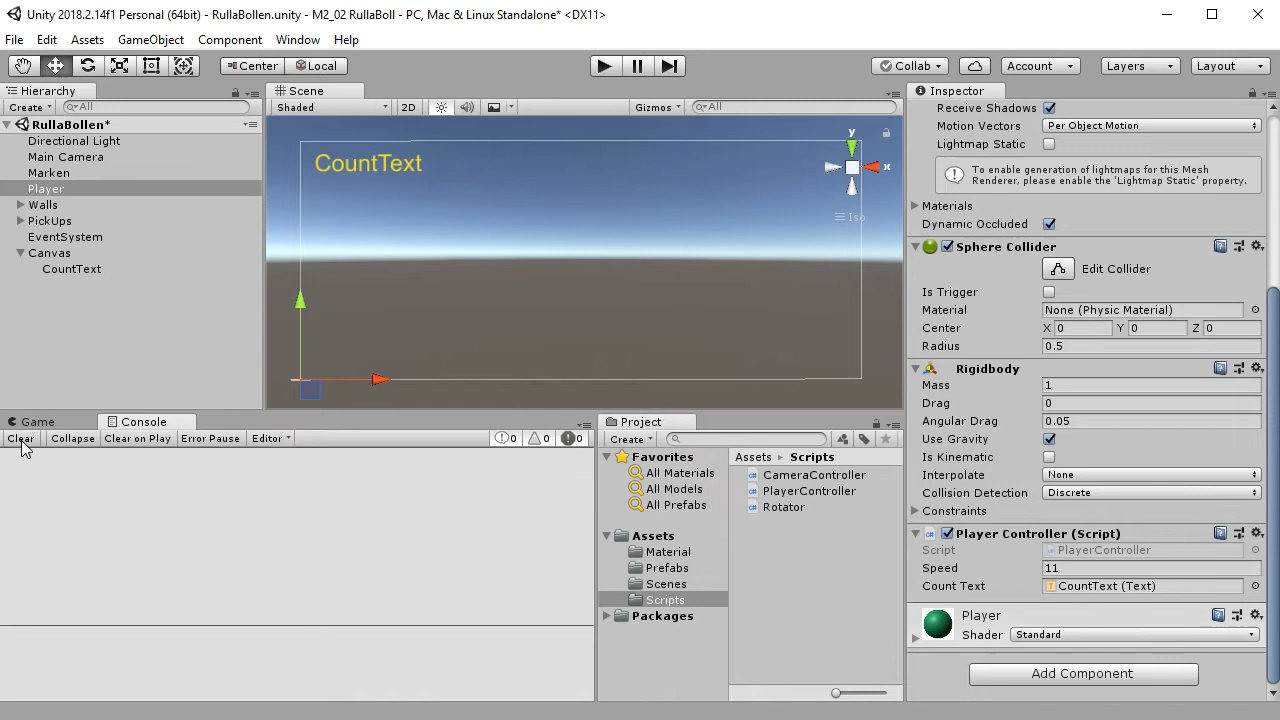 Unity 2018.2.14f1 Personal (64bit) - RullaBollen.unity - M2_02 RullaBoll - PC, Mac & Linux Standalone* <DX11>
File Edit Assets GameObject Component Window Help
Center Local Collab Account Layers Layout
Hierarchy
Create All
RullaBollen*
Directional Light
Main Camera
Marken
Player
Walls
PickUps
EventSystem
Canvas
CountText
Scene
Shaded 2D Gizmos All
CountText
y
x
Iso
Game Console
Clear Collapse Clear on Play Error Pause Editor 0 0 0
Project
Create
Favorites
All Materials
All Models
All Prefabs
Assets
Material
Prefabs
Scenes
Scripts
Packages
Assets Scripts
CameraController
PlayerController
Rotator
Inspector
Receive Shadows
Motion Vectors Per Object Motion
Lightmap Static
To enable generation of lightmaps for this Mesh
Renderer, please enable the 'Lightmap Static' property.
Materials
Dynamic Occluded
Sphere Collider
Edit Collider
Is Trigger
Material None (Physic Material)
Center X 0 Y 0 Z 0
Radius 0.5
Rigidbody
Mass 1
Drag 0
Angular Drag 0.05
Use Gravity
Is Kinematic
Interpolate None
Collision Detection Discrete
Constraints
Player Controller (Script)
Script PlayerController
Speed 11
Count Text CountText (Text)
Player
Shader Standard
Add Component